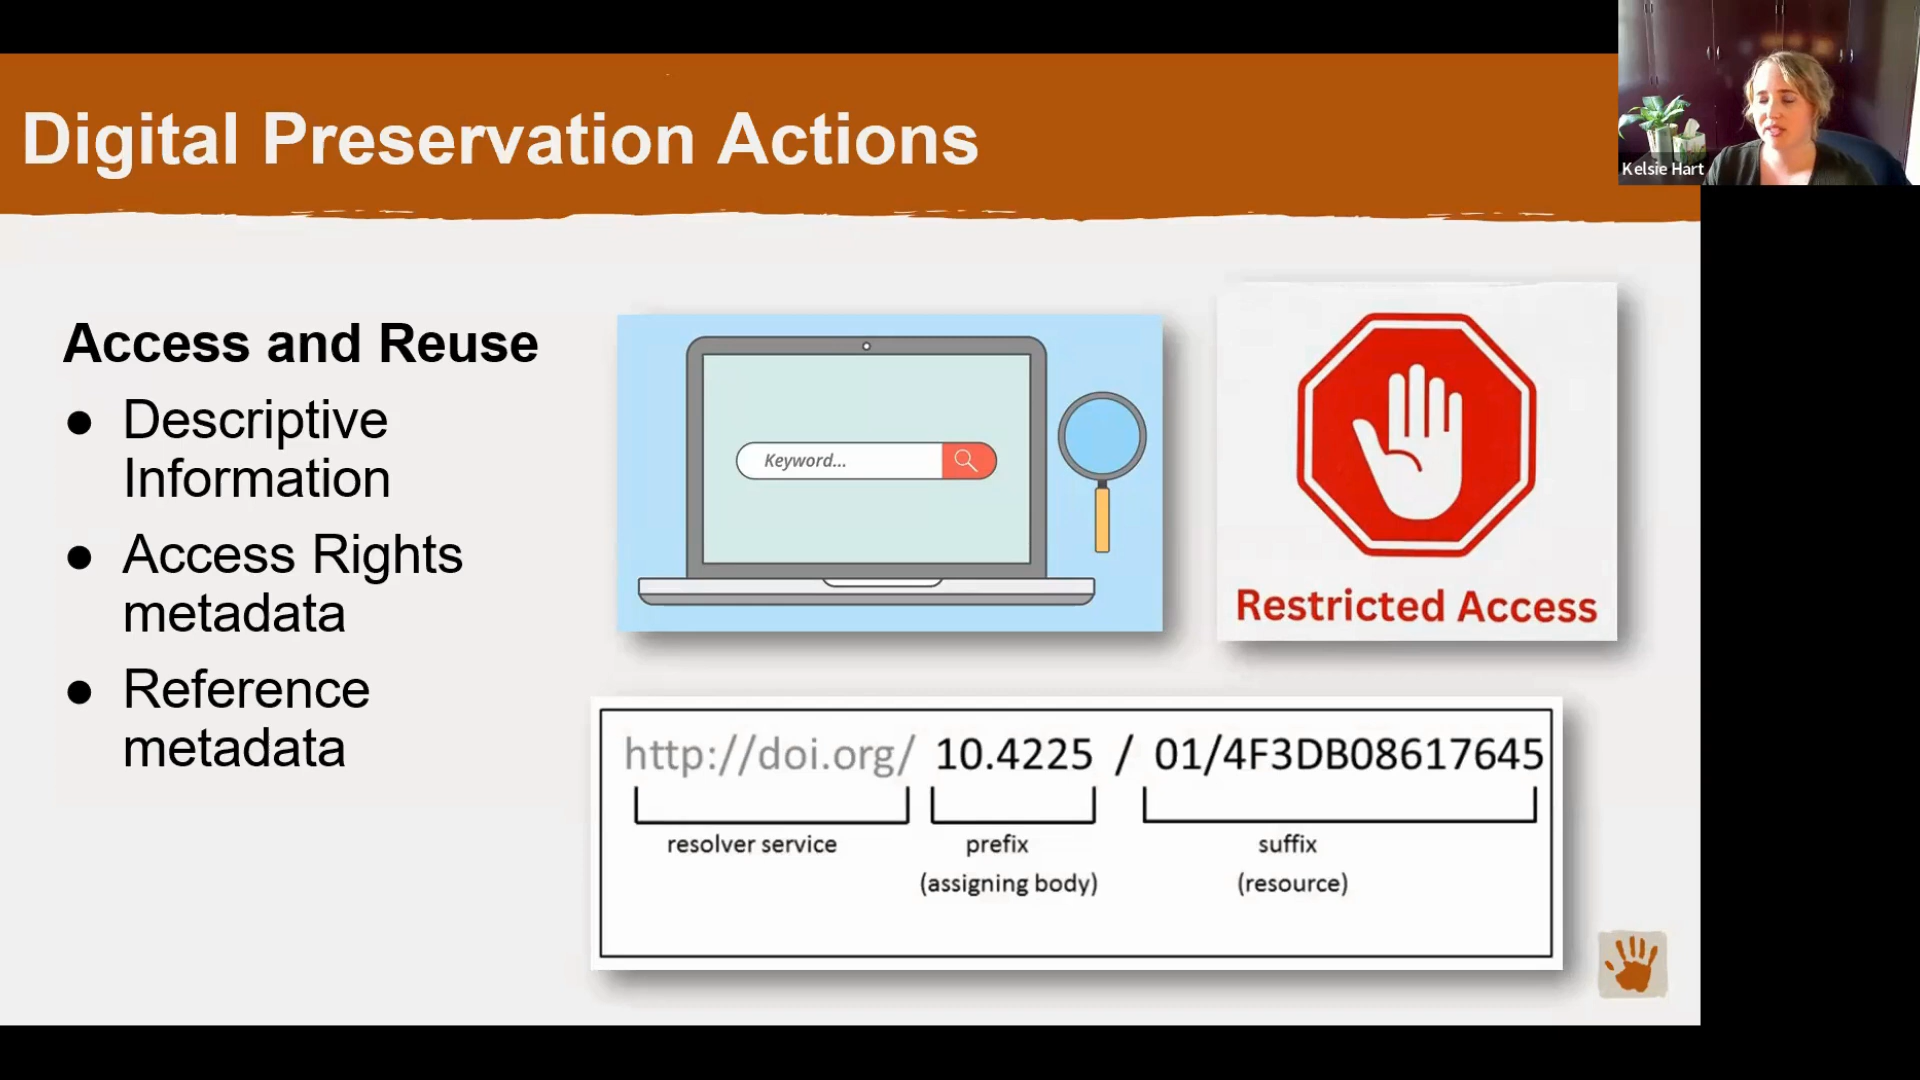 Digital Preservation Actions
Kelsie Hart
Access and Reuse
● Descriptive
Information
● Access Rights
metadata
● Reference
metadata
Keyword...
Restricted Access
http://doi.org/ 10.4225 / 01/4F3DB08617645
resolver service prefix suffix
(assigning body) (resource)